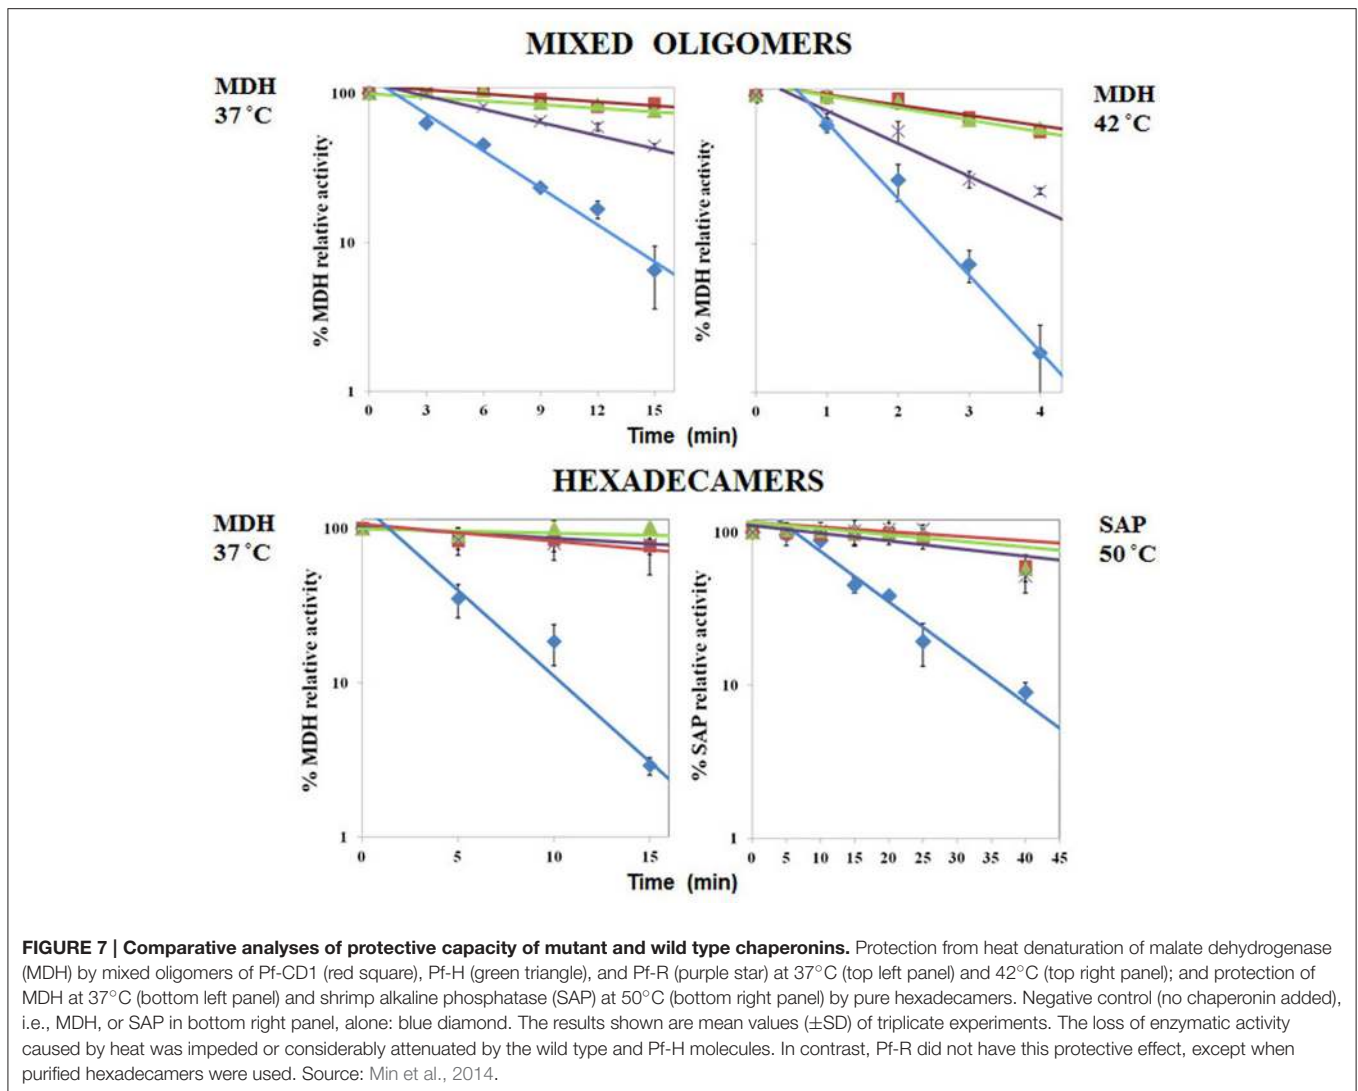 MIXED OLIGOMERS
MDH
37 °C
% MDH relative activity
100
10
1
0 3 6 9 12 15
MDH
42 °C
% MDH relative activity
0 1 2 3 4
Time (min)
HEXADECAMERS
MDH
37 °C
% MDH relative activity
100
10
1
0 5 10 15
SAP
50 °C
% SAP relative activity
100
10
1
0 5 10 15 20 25 30 35 40 45
Time (min)
FIGURE 7 | Comparative analyses of protective capacity of mutant and wild type chaperonins. Protection from heat denaturation of malate dehydrogenase
(MDH) by mixed oligomers of Pf-CD1 (red square), Pf-H (green triangle), and Pf-R (purple star) at 37°C (top left panel) and 42°C (top right panel); and protection of
MDH at 37°C (bottom left panel) and shrimp alkaline phosphatase (SAP) at 50°C (bottom right panel) by pure hexadecamers. Negative control (no chaperonin added),
i.e., MDH, or SAP in bottom right panel, alone: blue diamond. The results shown are mean values (±SD) of triplicate experiments. The loss of enzymatic activity
caused by heat was impeded or considerably attenuated by the wild type and Pf-H molecules. In contrast, Pf-R did not have this protective effect, except when
purified hexadecamers were used. Source: Min et al., 2014.